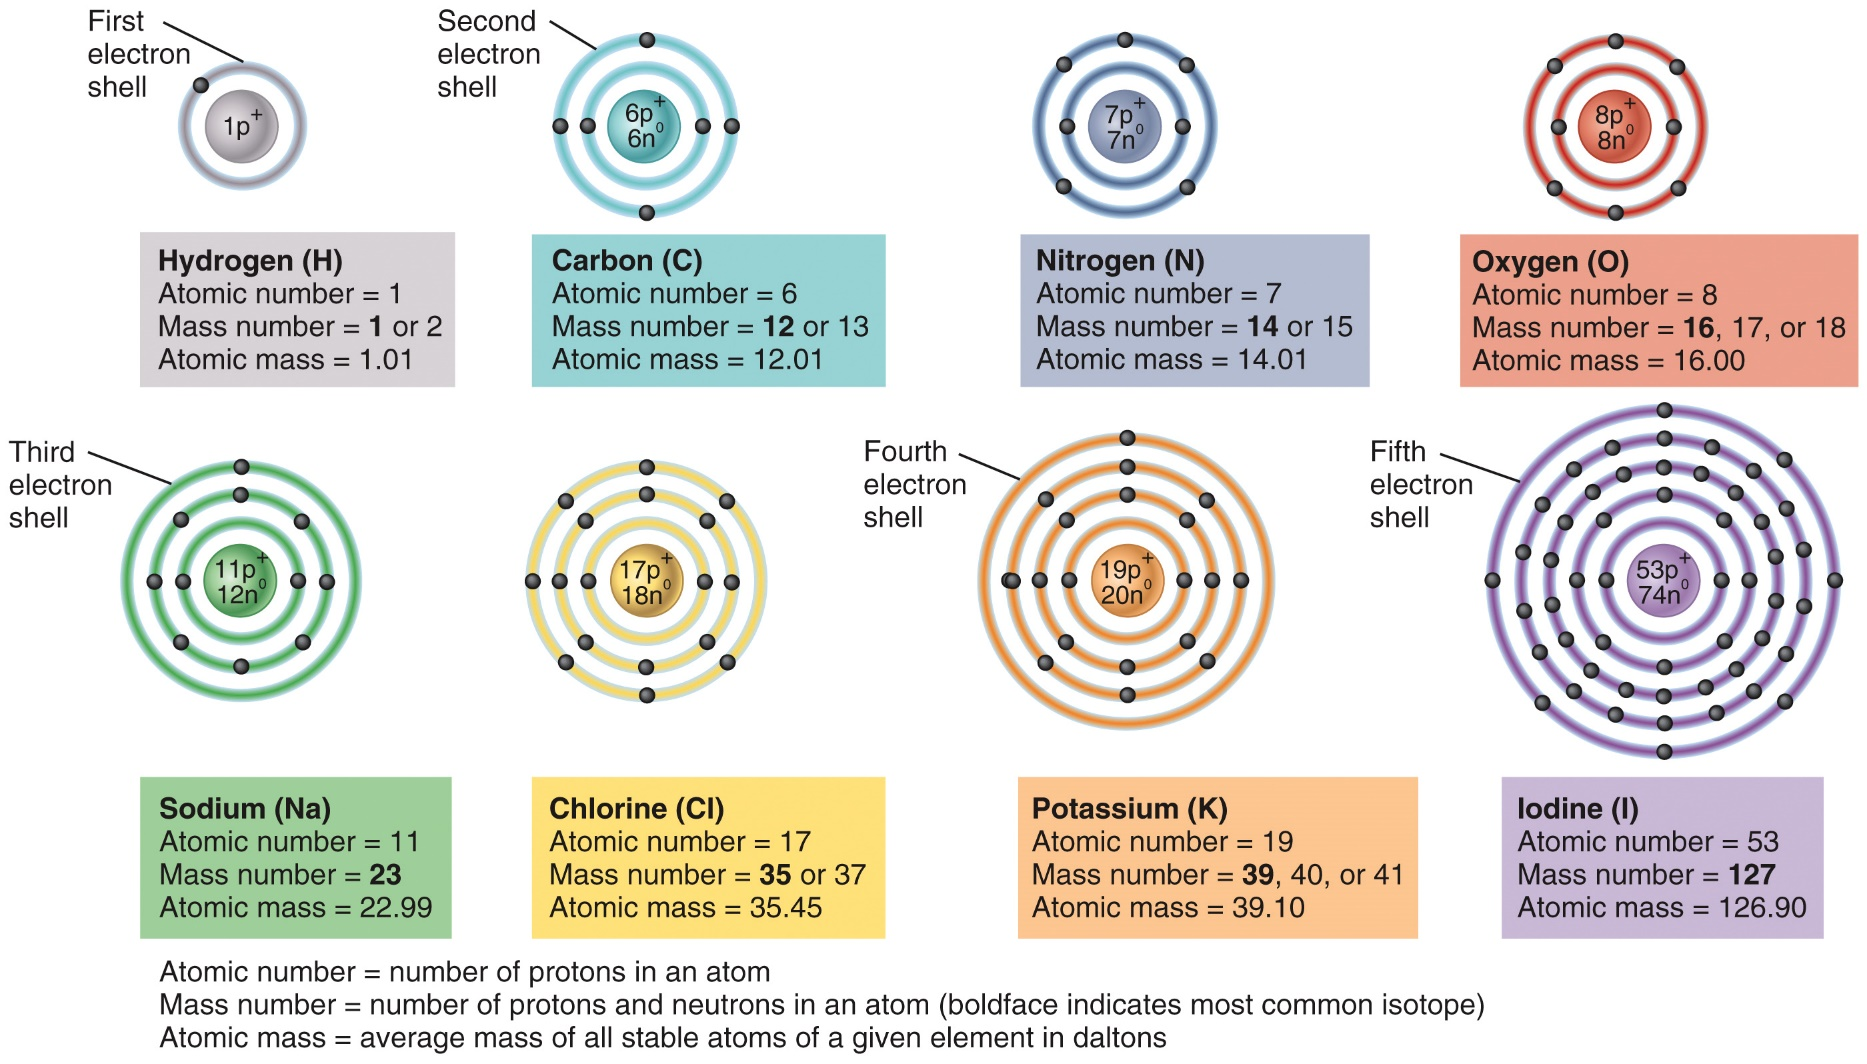 First
electron
shell
1p+
Second
electron
shell
6p+
6n0
7p+
7n0
8p+
8n0
Hydrogen (H)
Atomic number = 1
Mass number = 1 or 2
Atomic mass = 1.01
Carbon (C)
Atomic number = 6
Mass number = 12 or 13
Atomic mass = 12.01
Nitrogen (N)
Atomic number = 7
Mass number = 14 or 15
Atomic mass = 14.01
Oxygen (O)
Atomic number = 8
Mass number = 16, 17, or 18
Atomic mass = 16.00
Third
electron
shell
11p+
12n0
17p+
18n0
Fourth
electron
shell
19p+
20n0
Fifth
electron
shell
53p+
74n0
Sodium (Na)
Atomic number = 11
Mass number = 23
Atomic mass = 22.99
Chlorine (Cl)
Atomic number = 17
Mass number = 35 or 37
Atomic mass = 35.45
Potassium (K)
Atomic number = 19
Mass number = 39, 40, or 41
Atomic mass = 39.10
Iodine (I)
Atomic number = 53
Mass number = 127
Atomic mass = 126.90
Atomic number = number of protons in an atom
Mass number = number of protons and neutrons in an atom (boldface indicates most common isotope)
Atomic mass = average mass of all stable atoms of a given element in daltons